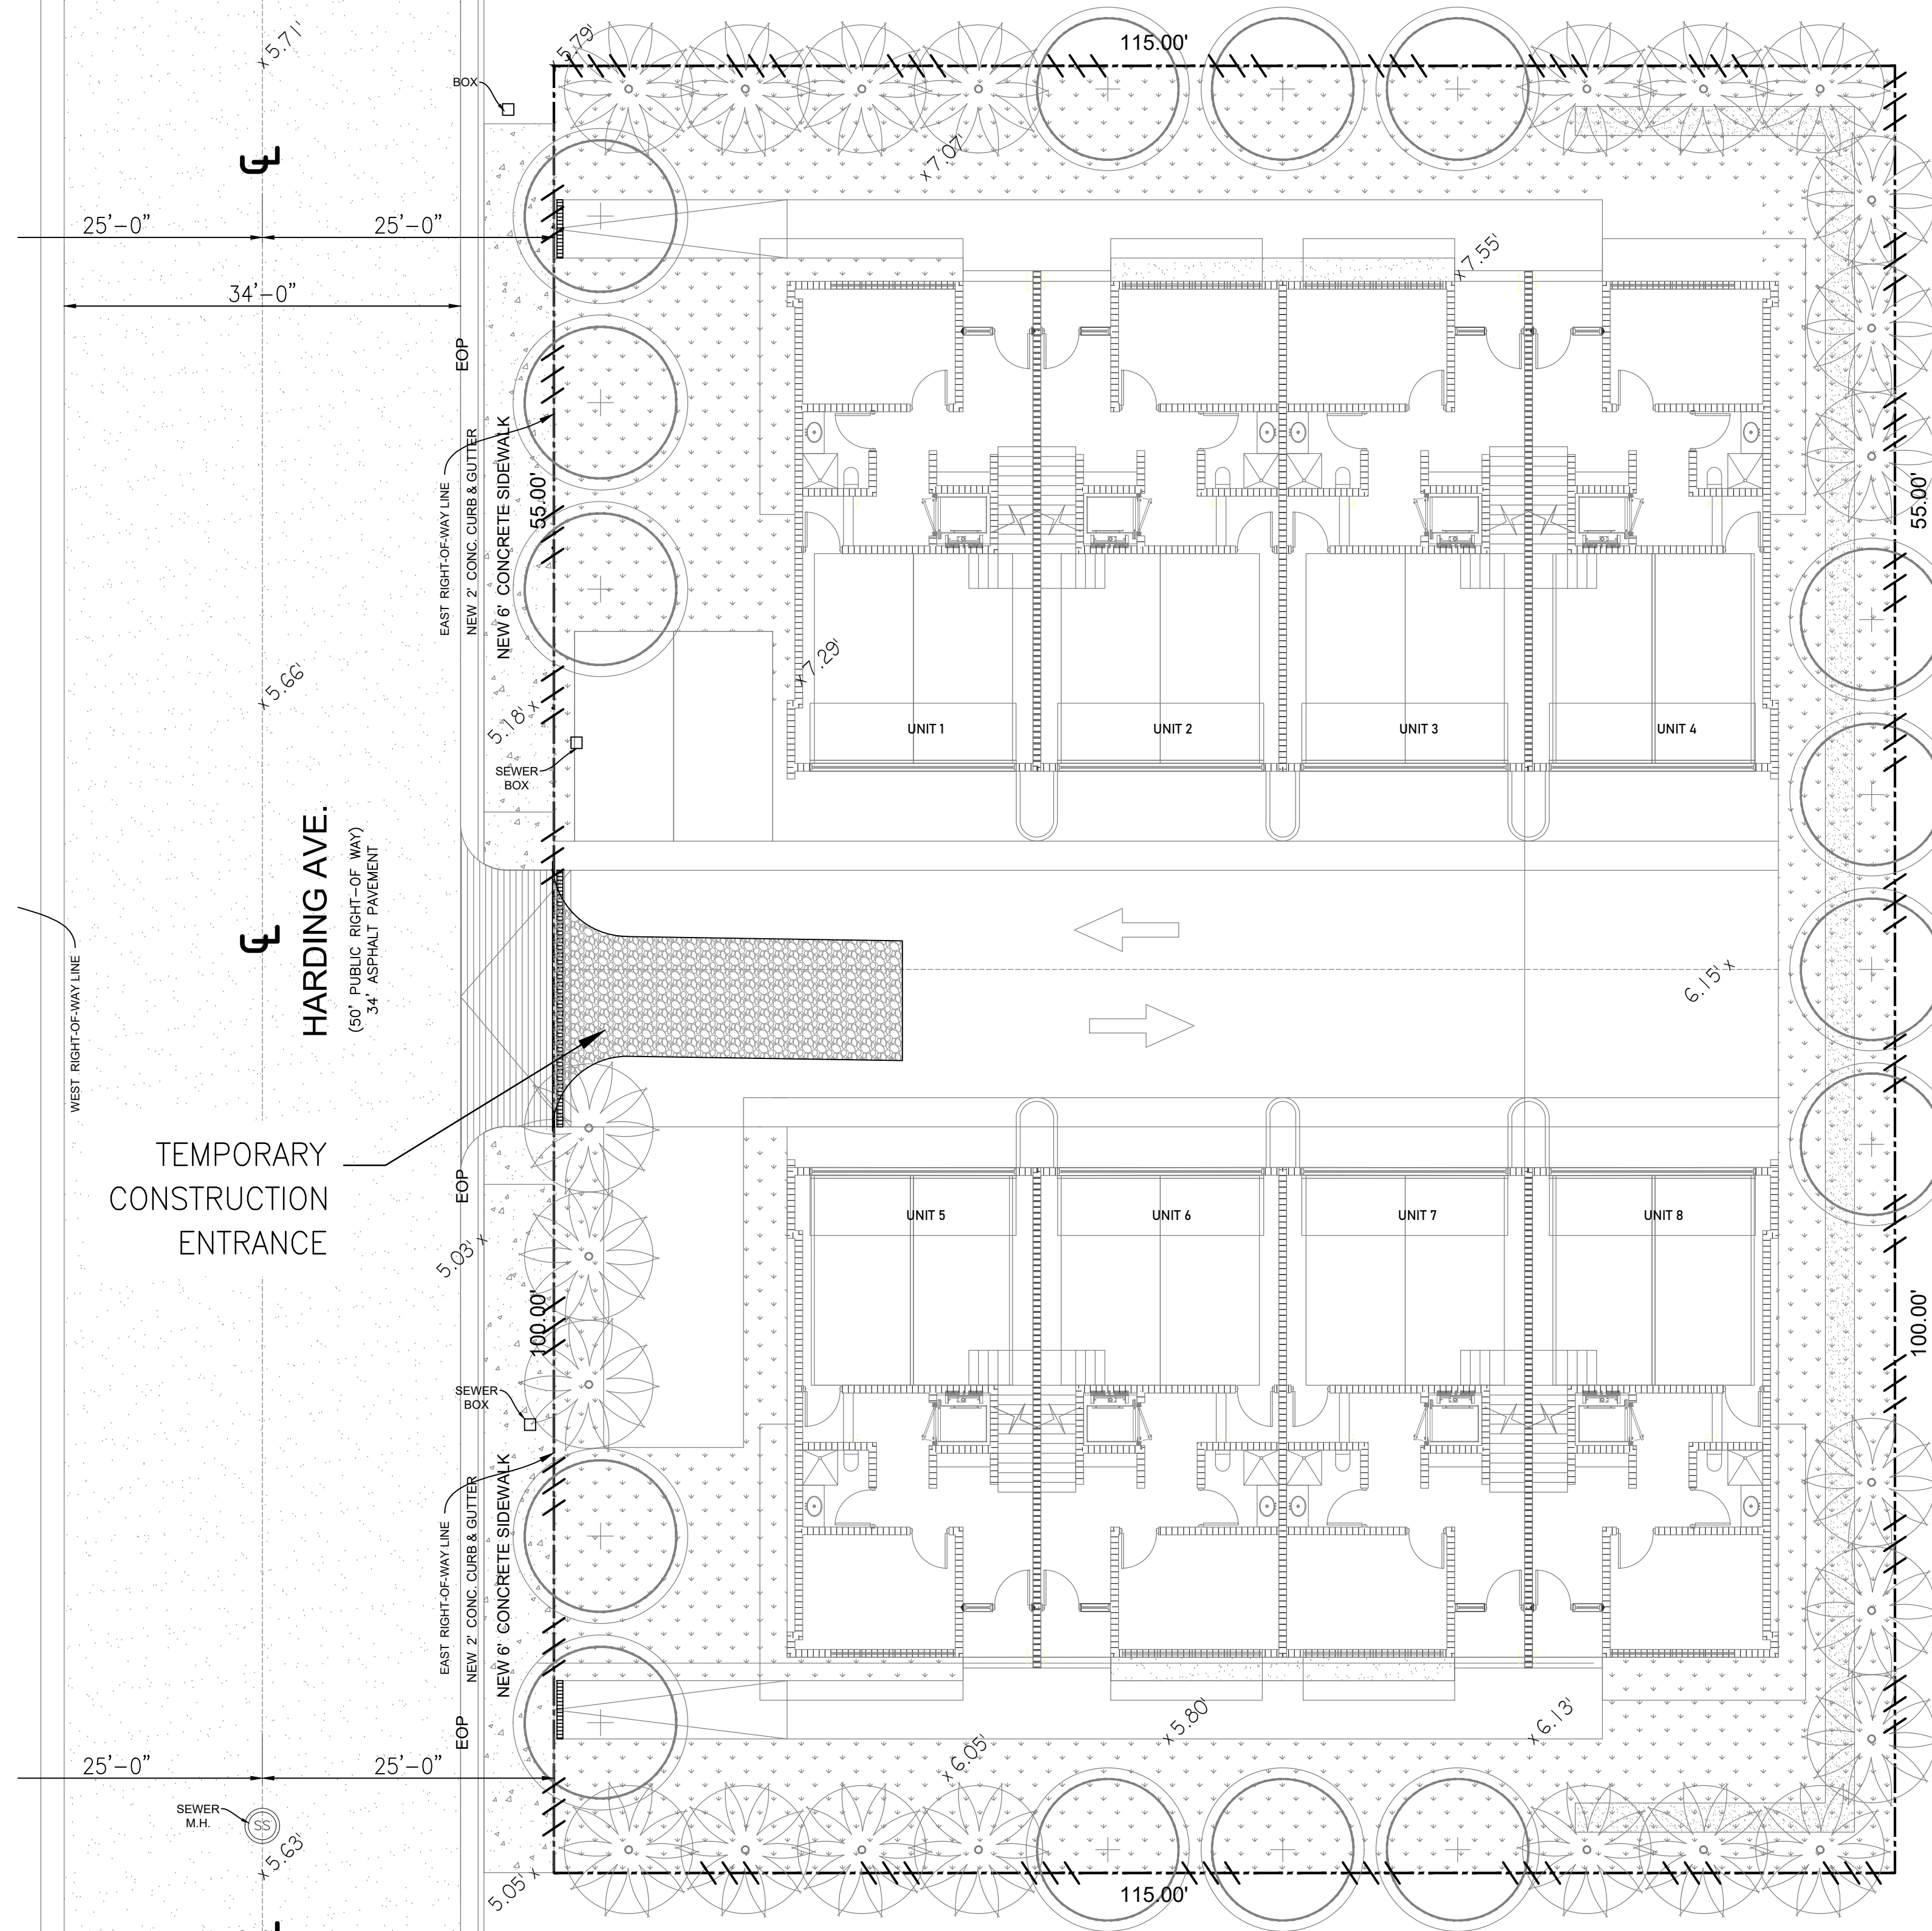 x 5.71'
5.79'
115.00'
BOX
x 7.07'
25'-0"
25'-0"
34'-0"
x 7.55'
EOP
EAST RIGHT-OF-WAY LINE
NEW 2' CONC. CURB & GUTTER
NEW 6' CONCRETE SIDEWALK
55.00'
55.00'
x 5.66'
5.18' x
x 7.29'
UNIT 1
UNIT 2
UNIT 3
UNIT 4
SEWER
BOX
HARDING AVE.
(50' PUBLIC RIGHT-OF WAY)
34' ASPHALT PAVEMENT
WEST RIGHT-OF-WAY LINE
6.15' x
TEMPORARY
CONSTRUCTION
ENTRANCE
EOP
5.03' x
UNIT 5
UNIT 6
UNIT 7
UNIT 8
100.00'
100.00'
SEWER
BOX
EAST RIGHT-OF-WAY LINE
NEW 2' CONC. CURB & GUTTER
NEW 6' CONCRETE SIDEWALK
EOP
x 6.05'
x 5.80'
x 6.13'
25'-0"
25'-0"
SEWER
M.H.
SS
x 5.63'
5.05' x
115.00'